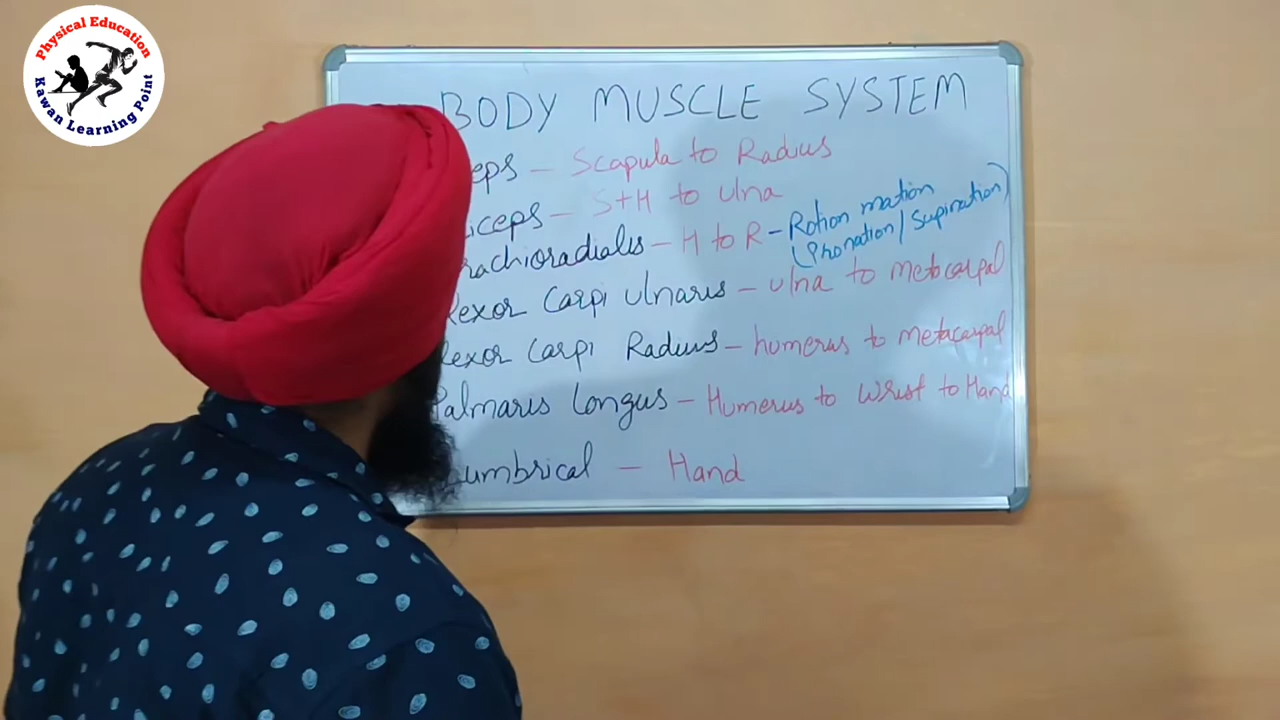 Physical Education
Kawan Learning Point
BODY MUSCLE SYSTEM
eps – Scapula to Radius
iceps – S+H to Ulna
rachioradialis – H to R – Rotion mation
(Pronation/Supination)
lexor Carpi Ulnaris – Ulna to Metacarpal
lexor Carpi Radius – humerus to metacarpal
Palmaris Longus – Humerus to Wrist to Hand
Lumbrical – Hand